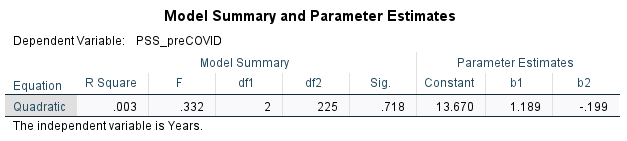 Model Summary and Parameter Estimates
Dependent Variable: PSS_preCOVID
Model Summary Parameter Estimates
Equation R Square F df1 df2 Sig. Constant b1 b2
Quadratic .003 .332 2 225 .718 13.670 1.189 -.199
The independent variable is Years.